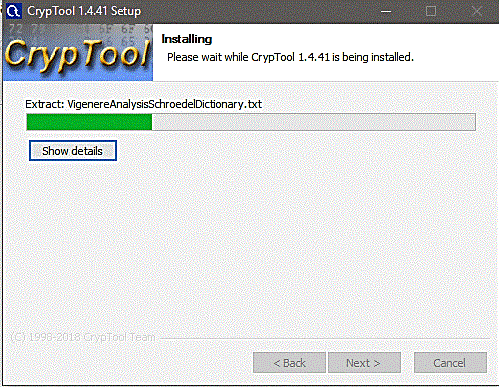 CrypTool 1.4.41 Setup
CrypTool
Installing
Please wait while CrypTool 1.4.41 is being installed.
Extract: VigenereAnalysisSchroedelDictionary.txt
Show details
(C) 1998-2018 CrypTool Team
< Back
Next >
Cancel